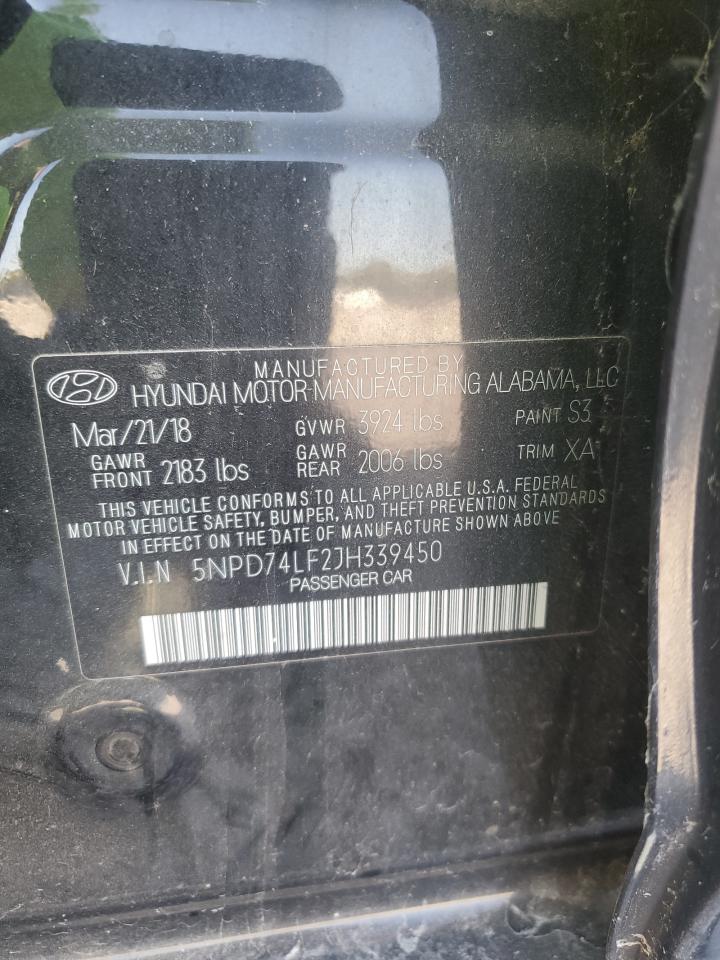 MANUFACTURED BY
HYUNDAI MOTOR MANUFACTURING ALABAMA, LLC
Mar/21/18 GVWR 3924 lbs PAINT S3
GAWR FRONT 2183 lbs GAWR REAR 2006 lbs TRIM XA
THIS VEHICLE CONFORMS TO ALL APPLICABLE U.S.A. FEDERAL
MOTOR VEHICLE SAFETY, BUMPER, AND THEFT PREVENTION STANDARDS
IN EFFECT ON THE DATE OF MANUFACTURE SHOWN ABOVE
V.I.N 5NPD74LF2JH339450
PASSENGER CAR